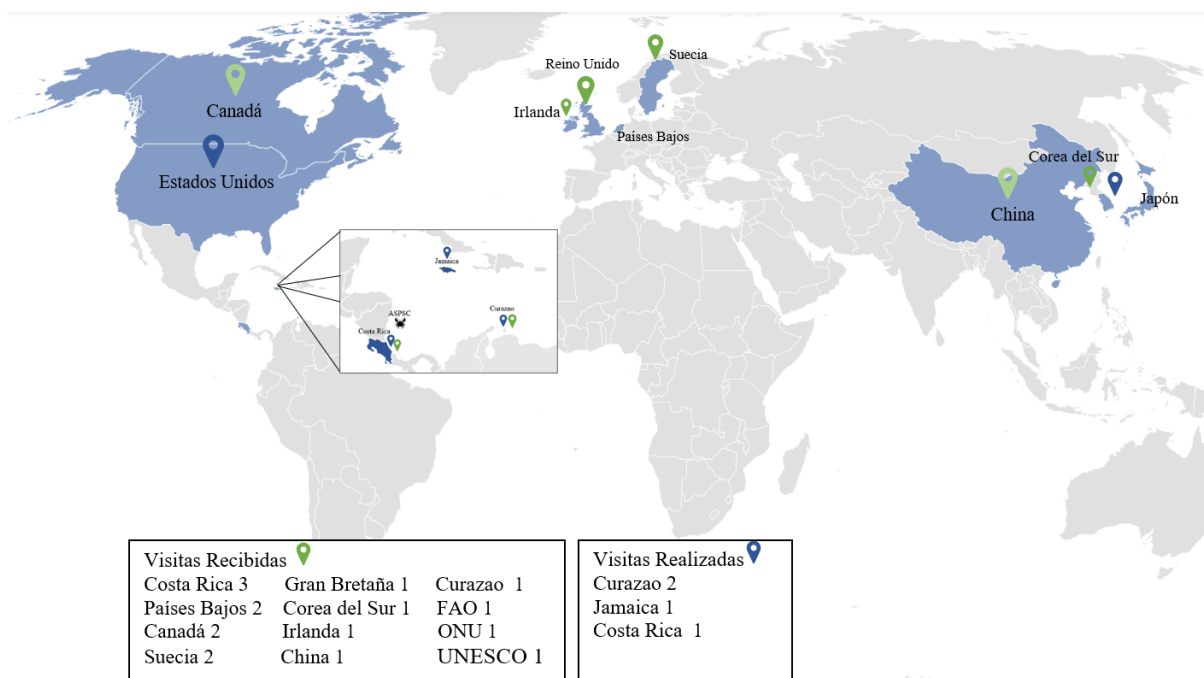 Suecia
Reino Unido
Canadá
Irlanda
Países Bajos
Corea del Sur
Estados Unidos
Japón
China
Jamaica
Curazao
ASPSC
Costa Rica
Visitas Recibidas
Costa Rica 3 Gran Bretaña 1 Curazao 1
Países Bajos 2 Corea del Sur 1 FAO 1
Canadá 2 Irlanda 1 ONU 1
Suecia 2 China 1 UNESCO 1
Visitas Realizadas
Curazao 2
Jamaica 1
Costa Rica 1